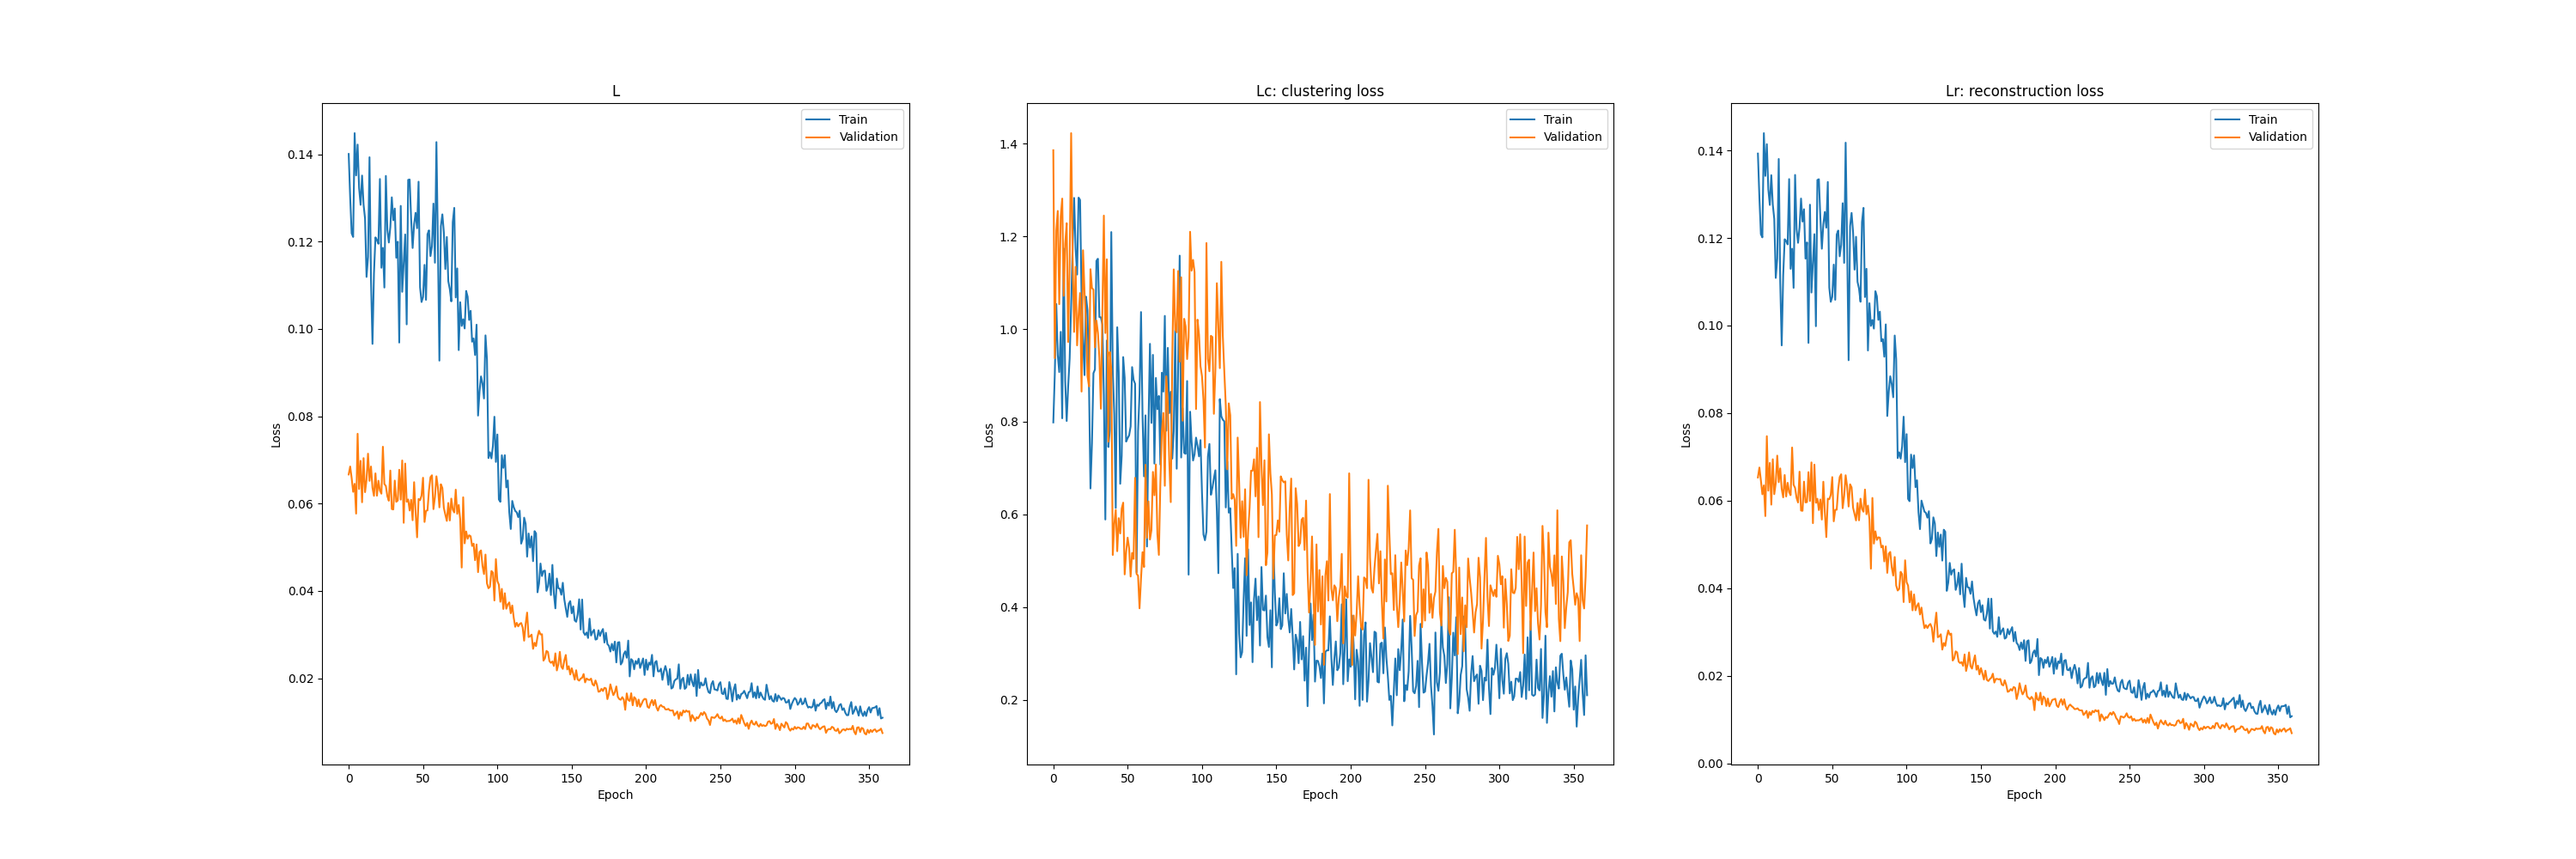 L
Train
Validation
0.14
0.12
0.10
0.08
0.06
0.04
0.02
Loss
0 50 100 150 200 250 300 350
Epoch
Lc: clustering loss
Train
Validation
1.4
1.2
1.0
0.8
0.6
0.4
0.2
Loss
0 50 100 150 200 250 300 350
Epoch
Lr: reconstruction loss
Train
Validation
0.14
0.12
0.10
0.08
0.06
0.04
0.02
0.00
Loss
0 50 100 150 200 250 300 350
Epoch